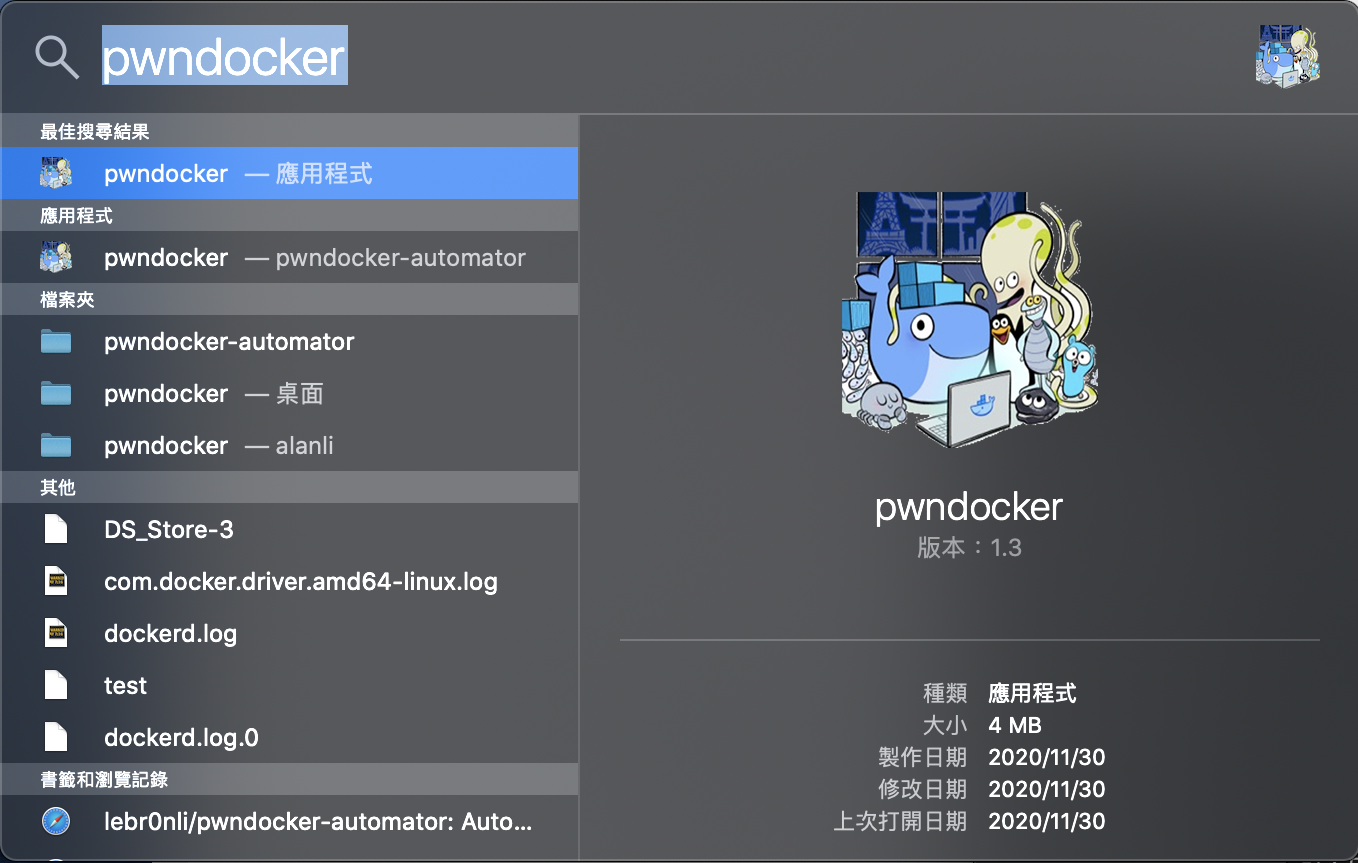 pwndocker
最佳搜尋結果
pwndocker — 應用程式
應用程式
pwndocker — pwndocker-automator
檔案夾
pwndocker-automator
pwndocker — 桌面
pwndocker — alanli
其他
DS_Store-3
com.docker.driver.amd64-linux.log
dockerd.log
test
dockerd.log.0
書籤和瀏覽記錄
lebr0nli/pwndocker-automator: Auto...
pwndocker
版本：1.3
種類 應用程式
大小 4 MB
製作日期 2020/11/30
修改日期 2020/11/30
上次打開日期 2020/11/30